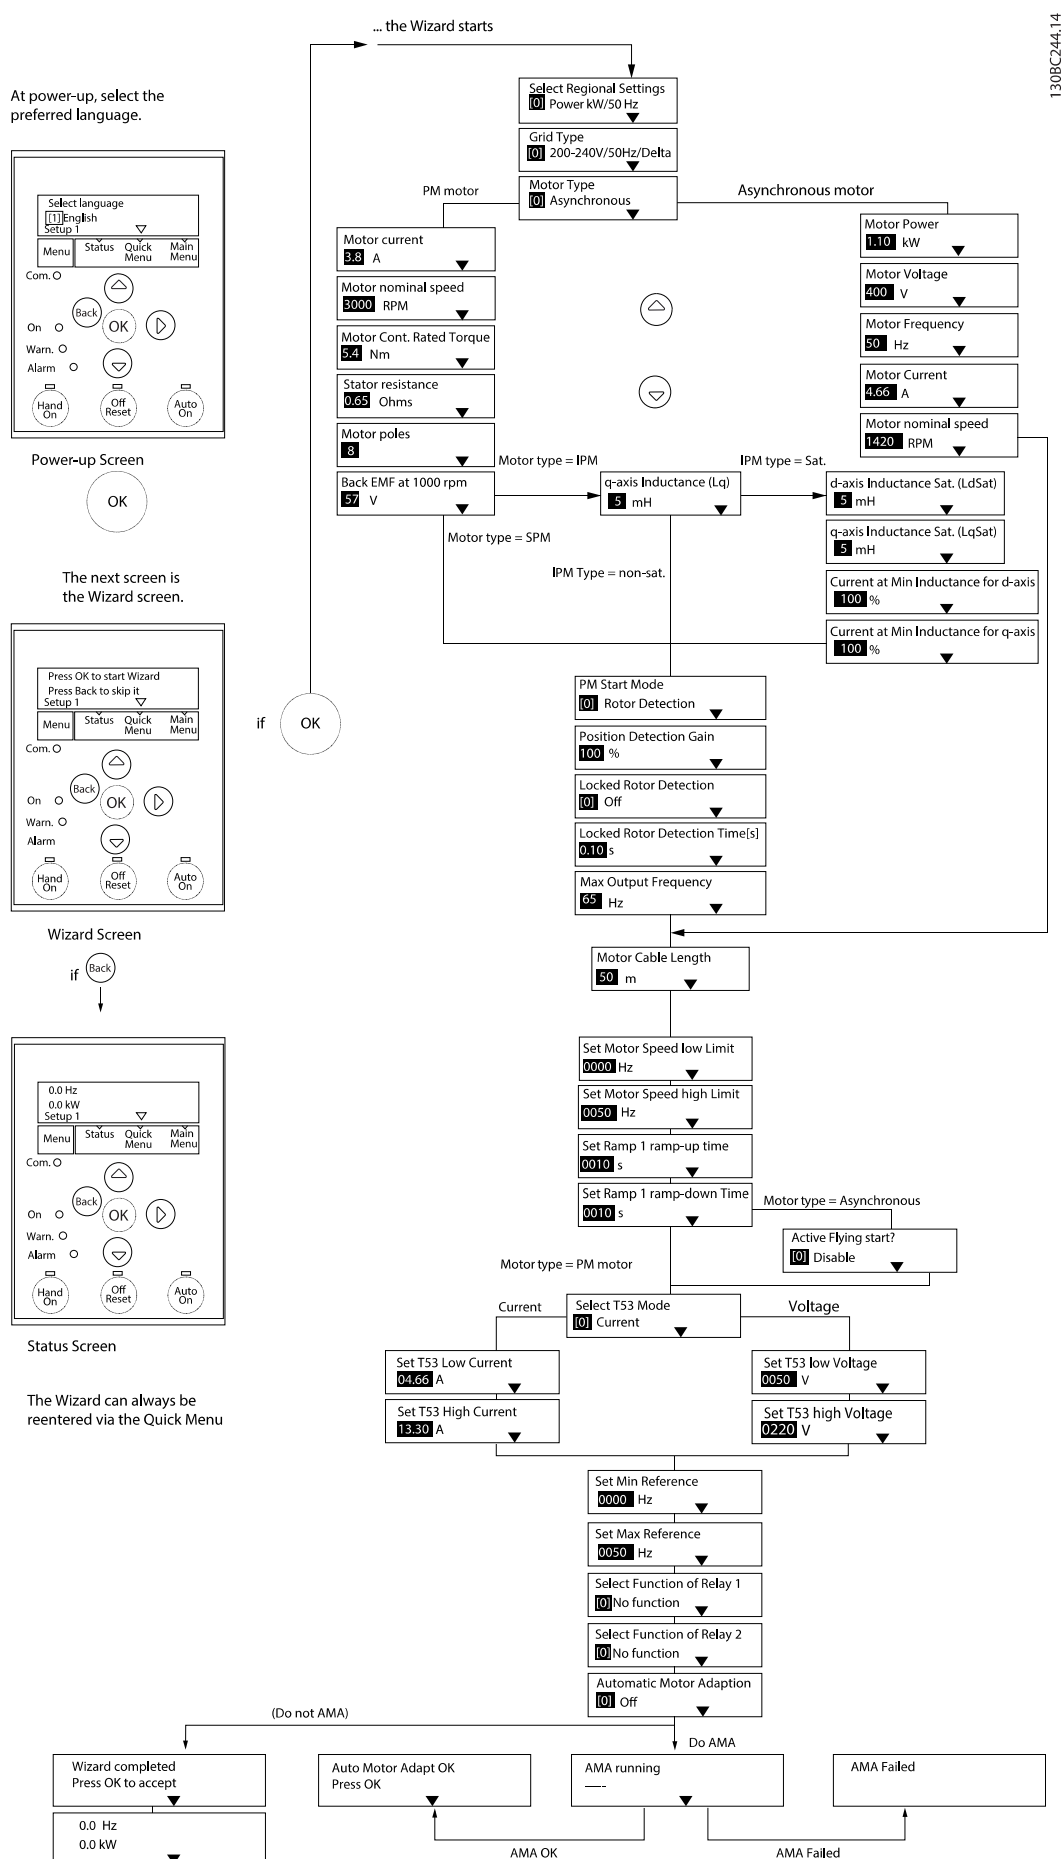 130BC244.14
At power-up, select the
preferred language.
Select language
[1] English
Setup 1
Menu
Status
Quick
Menu
Main
Menu
Com.
Back
OK
On
Warn.
Alarm
Hand
On
Off
Reset
Auto
On
Power-up Screen
OK
The next screen is
the Wizard screen.
Press OK to start Wizard
Press Back to skip it
Setup 1
Menu
Status
Quick
Menu
Main
Menu
Com.
Back
OK
On
Warn.
Alarm
Hand
On
Off
Reset
Auto
On
Wizard Screen
if Back
0.0 Hz
0.0 kW
Setup 1
Menu
Status
Quick
Menu
Main
Menu
Com.
Back
OK
On
Warn.
Alarm
Hand
On
Off
Reset
Auto
On
Status Screen
The Wizard can always be
reentered via the Quick Menu
if OK
... the Wizard starts
Select Regional Settings
[0] Power kW/50 Hz
Grid Type
[0] 200-240V/50Hz/Delta
Motor Type
[0] Asynchronous
PM motor
Asynchronous motor
Motor current
3.8 A
Motor nominal speed
3000 RPM
Motor Cont. Rated Torque
5.4 Nm
Stator resistance
0.65 Ohms
Motor poles
8
Back EMF at 1000 rpm
57 V
Motor Power
1.10 kW
Motor Voltage
400 V
Motor Frequency
50 Hz
Motor Current
4.66 A
Motor nominal speed
1420 RPM
Motor type = IPM
Motor type = SPM
q-axis Inductance (Lq)
5 mH
IPM type = Sat.
IPM Type = non-sat.
d-axis Inductance Sat. (LdSat)
5 mH
q-axis Inductance Sat. (LqSat)
5 mH
Current at Min Inductance for d-axis
100 %
Current at Min Inductance for q-axis
100 %
PM Start Mode
[0] Rotor Detection
Position Detection Gain
100 %
Locked Rotor Detection
[0] Off
Locked Rotor Detection Time[s]
0.10 s
Max Output Frequency
65 Hz
Motor Cable Length
50 m
Set Motor Speed low Limit
0000 Hz
Set Motor Speed high Limit
0050 Hz
Set Ramp 1 ramp-up time
0010 s
Set Ramp 1 ramp-down Time
0010 s
Motor type = Asynchronous
Active Flying start?
[0] Disable
Motor type = PM motor
Select T53 Mode
[0] Current
Current
Voltage
Set T53 Low Current
04.66 A
Set T53 High Current
13.30 A
Set T53 low Voltage
0050 V
Set T53 high Voltage
0220 V
Set Min Reference
0000 Hz
Set Max Reference
0050 Hz
Select Function of Relay 1
[0] No function
Select Function of Relay 2
[0] No function
Automatic Motor Adaption
[0] Off
(Do not AMA)
Do AMA
Wizard completed
Press OK to accept
0.0 Hz
0.0 kW
Auto Motor Adapt OK
Press OK
AMA running
-----
AMA Failed
AMA OK
AMA Failed